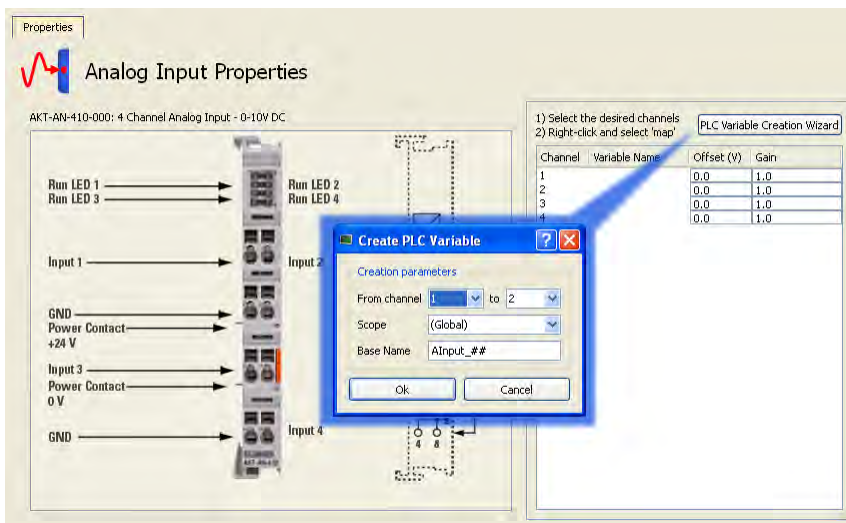 Properties
Analog Input Properties
AKT-AN-410-000: 4 Channel Analog Input - 0-10V DC
1) Select the desired channels
2) Right-click and select 'map'
PLC Variable Creation Wizard
Channel Variable Name Offset (V) Gain
1 0.0 1.0
2 0.0 1.0
3 0.0 1.0
4 0.0 1.0
Run LED 1 Run LED 2
Run LED 3 Run LED 4
Input 1 Input 2
GND
Power Contact
+24 V
Input 3
Power Contact
0 V
GND Input 4
4 8
Create PLC Variable
Creation parameters
From channel 1 to 2
Scope (Global)
Base Name AInput_##
Ok Cancel